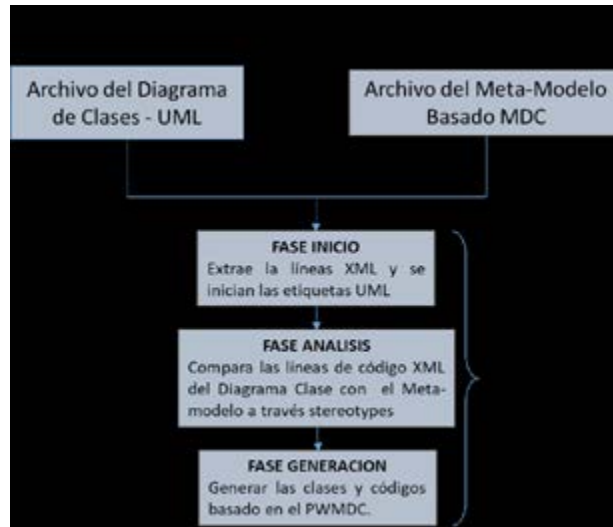 Archivo del Diagrama
de Clases - UML
Archivo del Meta-Modelo
Basado MDC
FASE INICIO
Extrae la líneas XML y se
inician las etiquetas UML
FASE ANALISIS
Compara las líneas de código XML
del Diagrama Clase con el Meta-
modelo a través stereotypes
FASE GENERACION
Generar las clases y códigos
basado en el PWMDC.